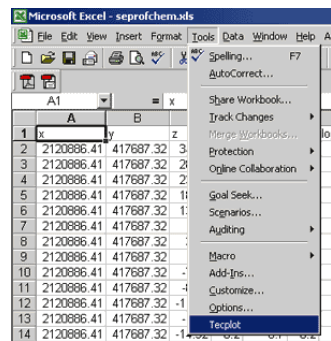 Microsoft Excel - seprofchem.xls
File Edit View Insert Format Tools Data Window Help
A1 = x
A B
1 x y z
2 2120886.41 417687.32
3 2120886.41 417687.32
4 2120886.41 417687.32
5 2120886.41 417687.32
6 2120886.41 417687.32
7 2120886.41 417687.32
8 2120886.41 417687.32
9 2120886.41 417687.32
10 2120886.41 417687.32
11 2120886.41 417687.32
12 2120886.41 417687.32
13 2120886.41 417687.32
14 2120886.41 417687.32
Spelling... F7
AutoCorrect...
Share Workbook...
Track Changes
Merge Workbooks...
Protection
Online Collaboration
Goal Seek...
Scenarios...
Auditing
Macro
Add-Ins...
Customize...
Options...
Tecplot